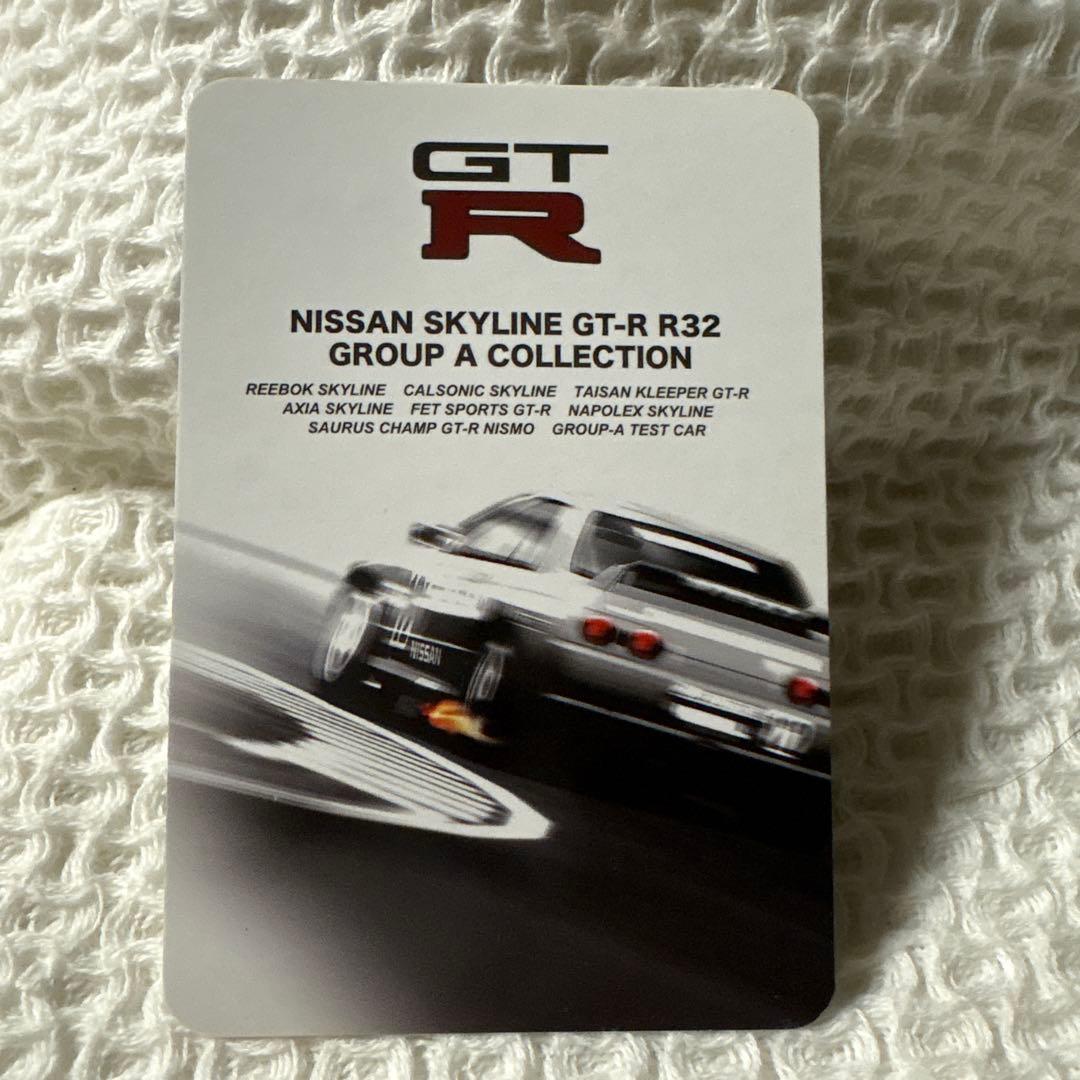 GT
R
NISSAN SKYLINE GT-R R32
GROUP A COLLECTION
REEBOK SKYLINE CALSONIC SKYLINE TAISAN KLEEPER GT-R
AXIA SKYLINE FET SPORTS GT-R NAPOLEX SKYLINE
SAURUS CHAMP GT-R NISMO GROUP-A TEST CAR
NISSAN